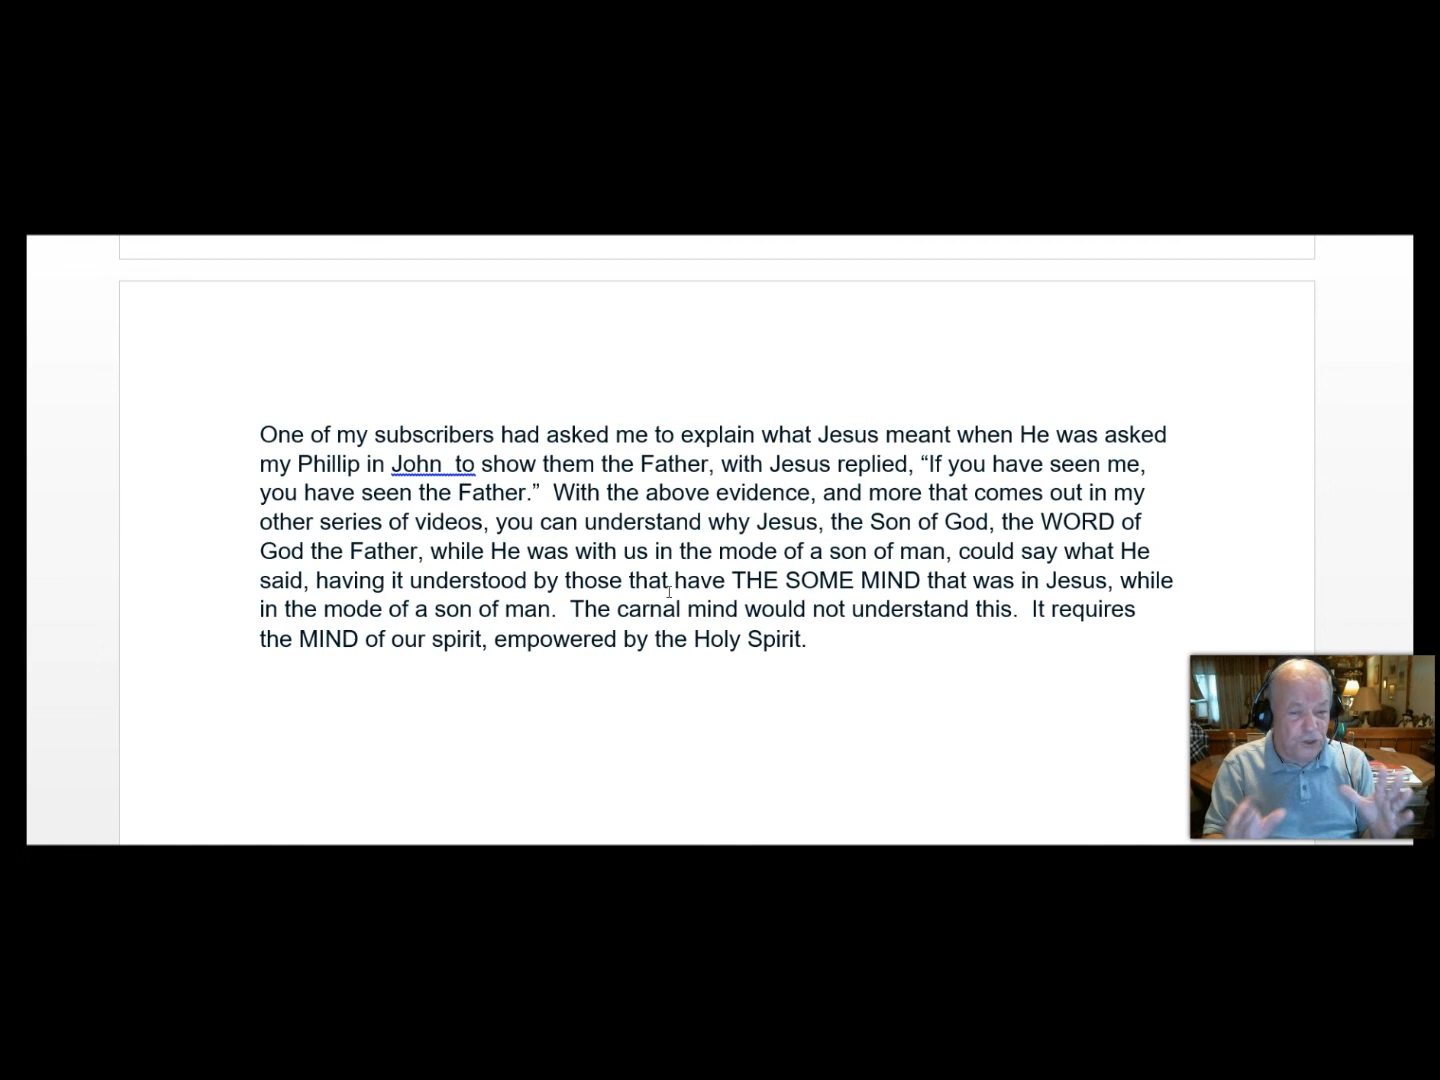 One of my subscribers had asked me to explain what Jesus meant when He was asked
my Phillip in John  to show them the Father, with Jesus replied, “If you have seen me,
you have seen the Father.”  With the above evidence, and more that comes out in my
other series of videos, you can understand why Jesus, the Son of God, the WORD of
God the Father, while He was with us in the mode of a son of man, could say what He
said, having it understood by those that have THE SOME MIND that was in Jesus, while
in the mode of a son of man.  The carnal mind would not understand this.  It requires
the MIND of our spirit, empowered by the Holy Spirit.